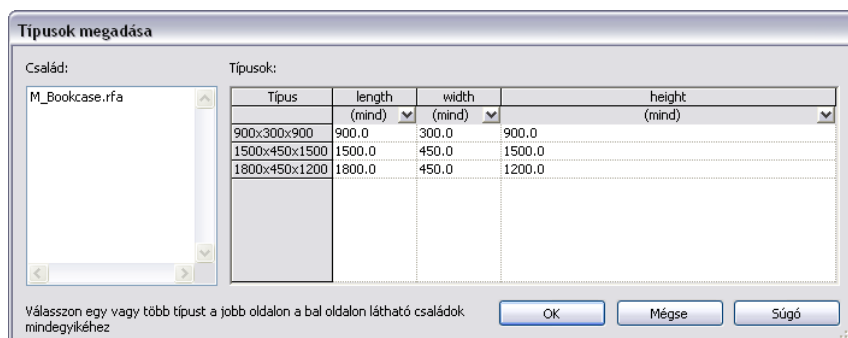 Típusok megadása
Család:
Típusok:
M_Bookcase.rfa
Típus length width height
(mind) (mind) (mind)
900x300x900 900.0 300.0 900.0
1500x450x1500 1500.0 450.0 1500.0
1800x450x1200 1800.0 450.0 1200.0
Válasszon egy vagy több típust a jobb oldalon a bal oldalon látható családok
mindegyikéhez
OK Mégse Súgó